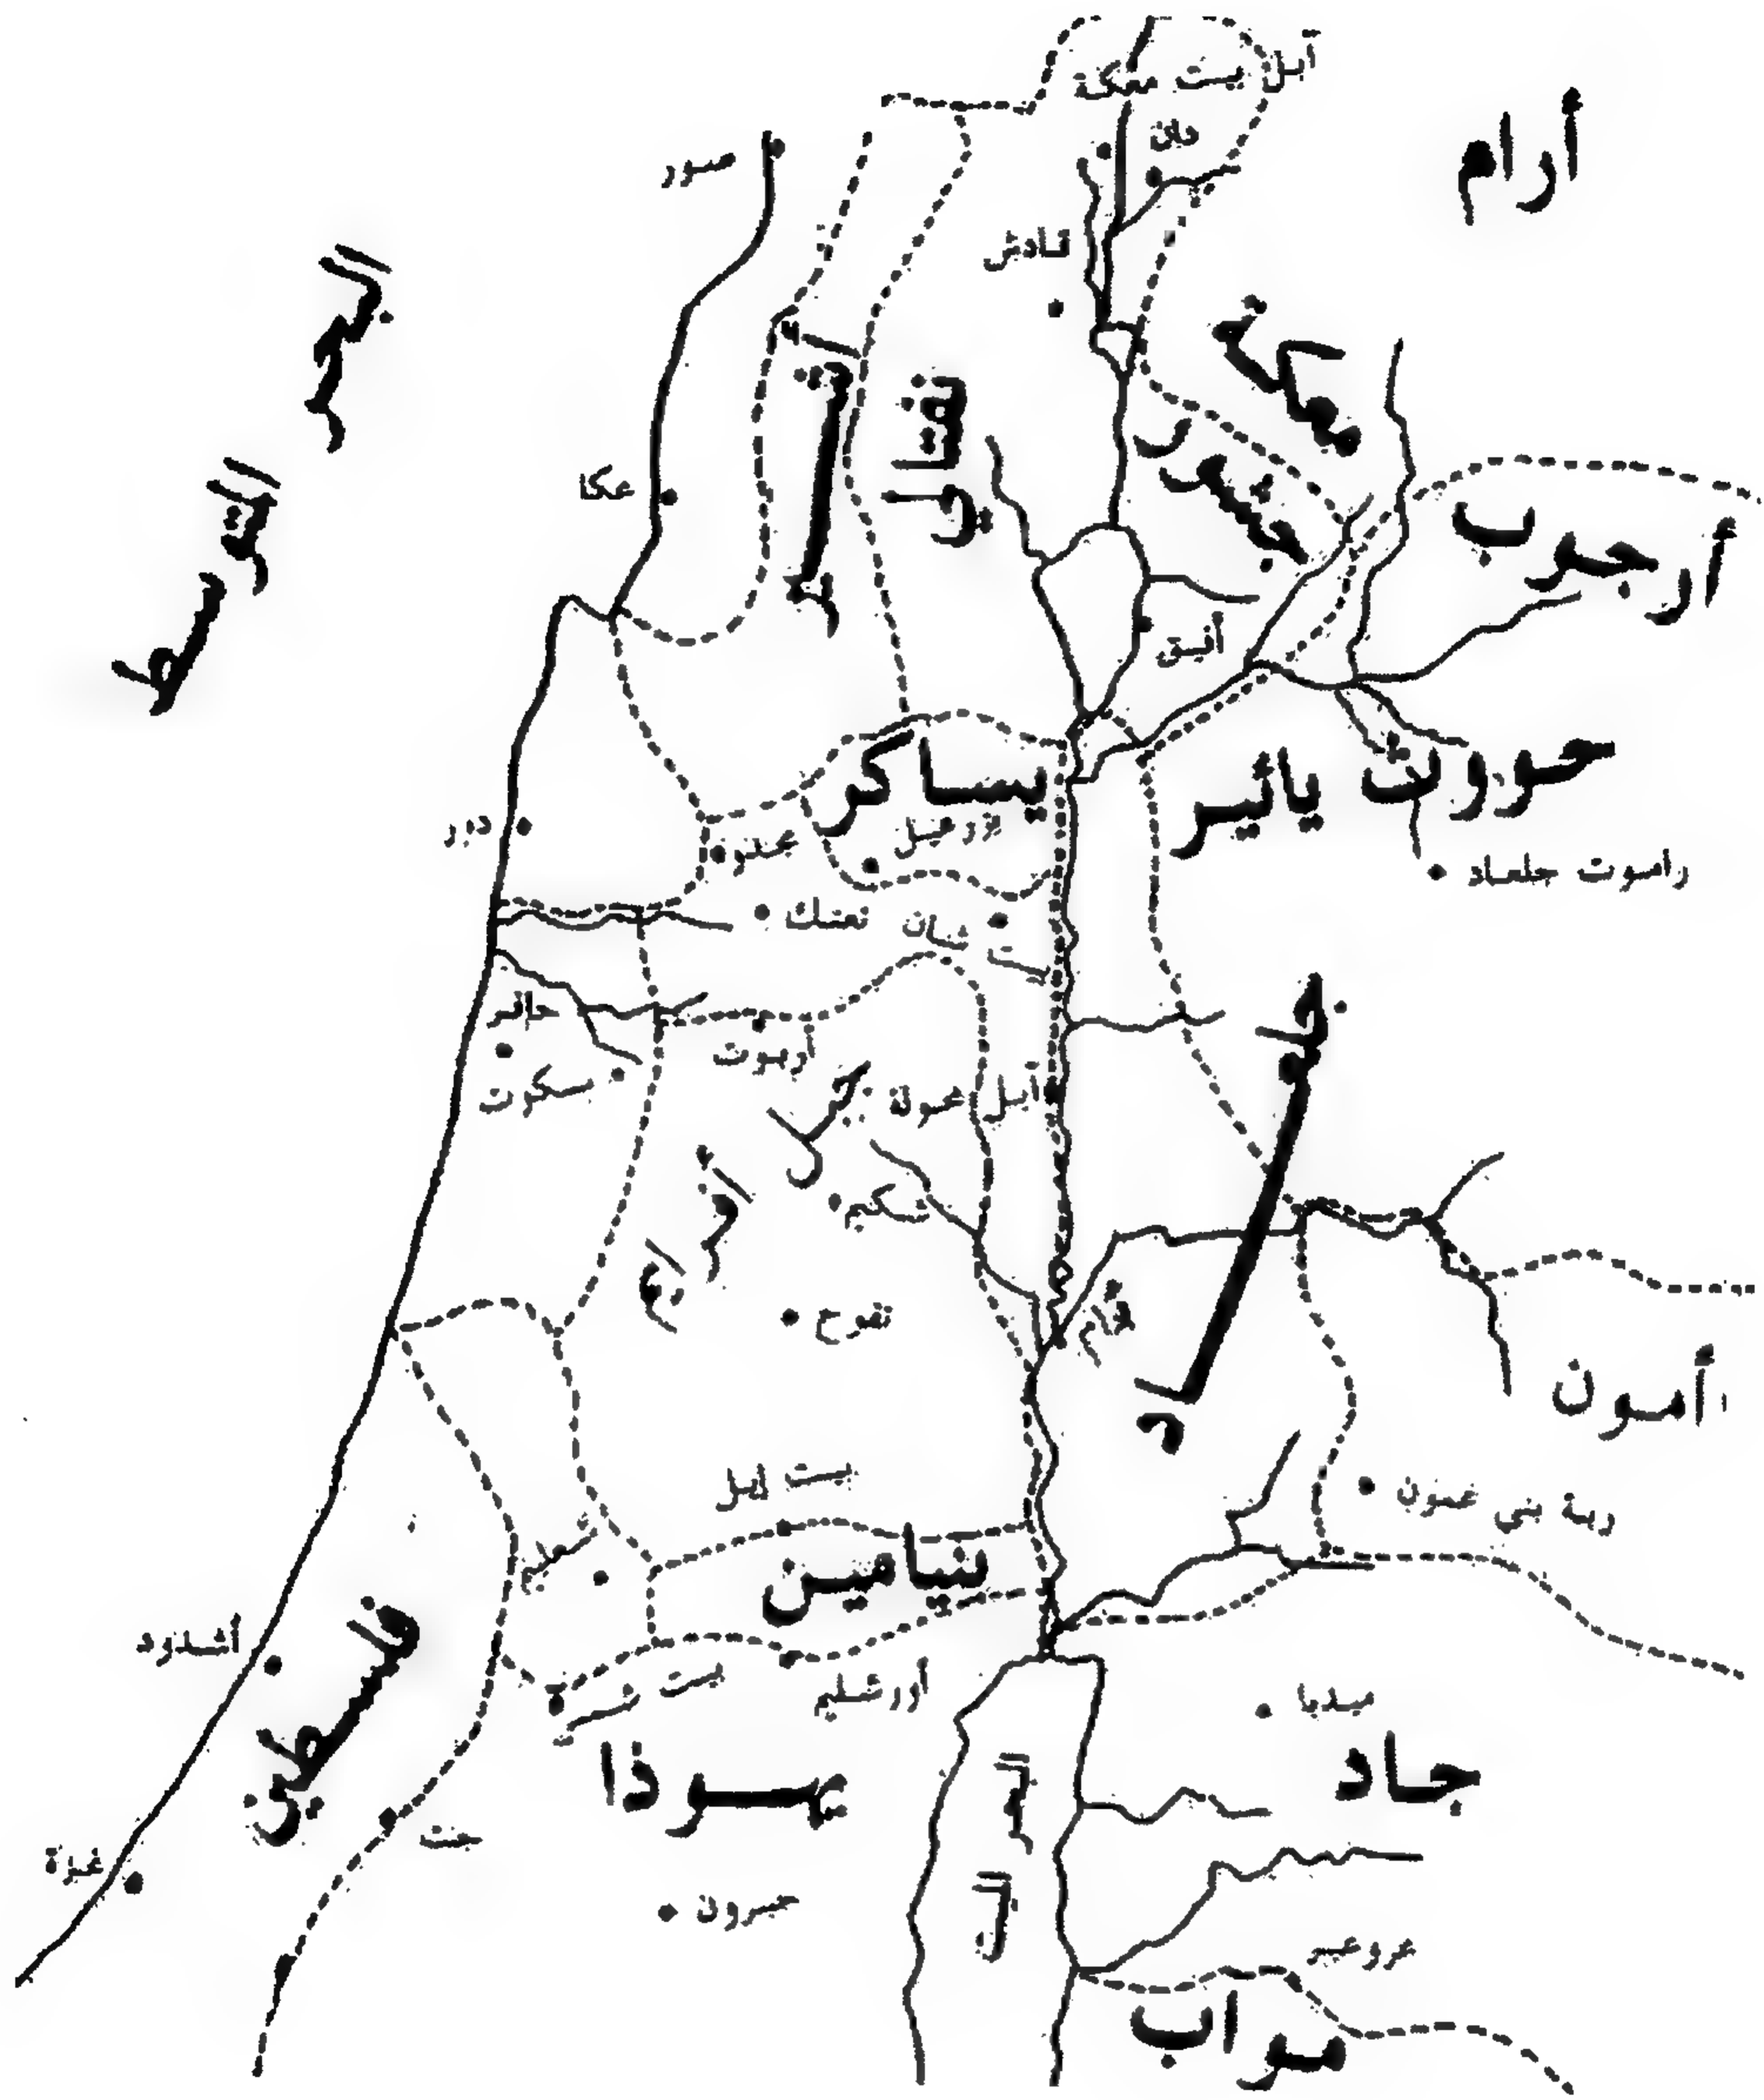 آبل بيت معكة
دان
أرام
صور
قادش
البحر
المتوسط
معكة
أشير
نفتالي
جشور
عكا
أرجوب
أفيق
يساكر
حووث يائير
دور
مجدو
يزرعيل
راموت جلعاد
تعنك
بيت شان
حافر
أربوت
سكوت
آبل محولة
جبل
أفرايم
شكيم
جلعاد
تفوح
أمون
بيت إيل
ربة بني عمون
بنيامين
أشدود
فلسطين
أورشليم
بيت شمس
ميدبا
يهوذا
جاد
جت
غزة
حبرون
عروعير
مواب